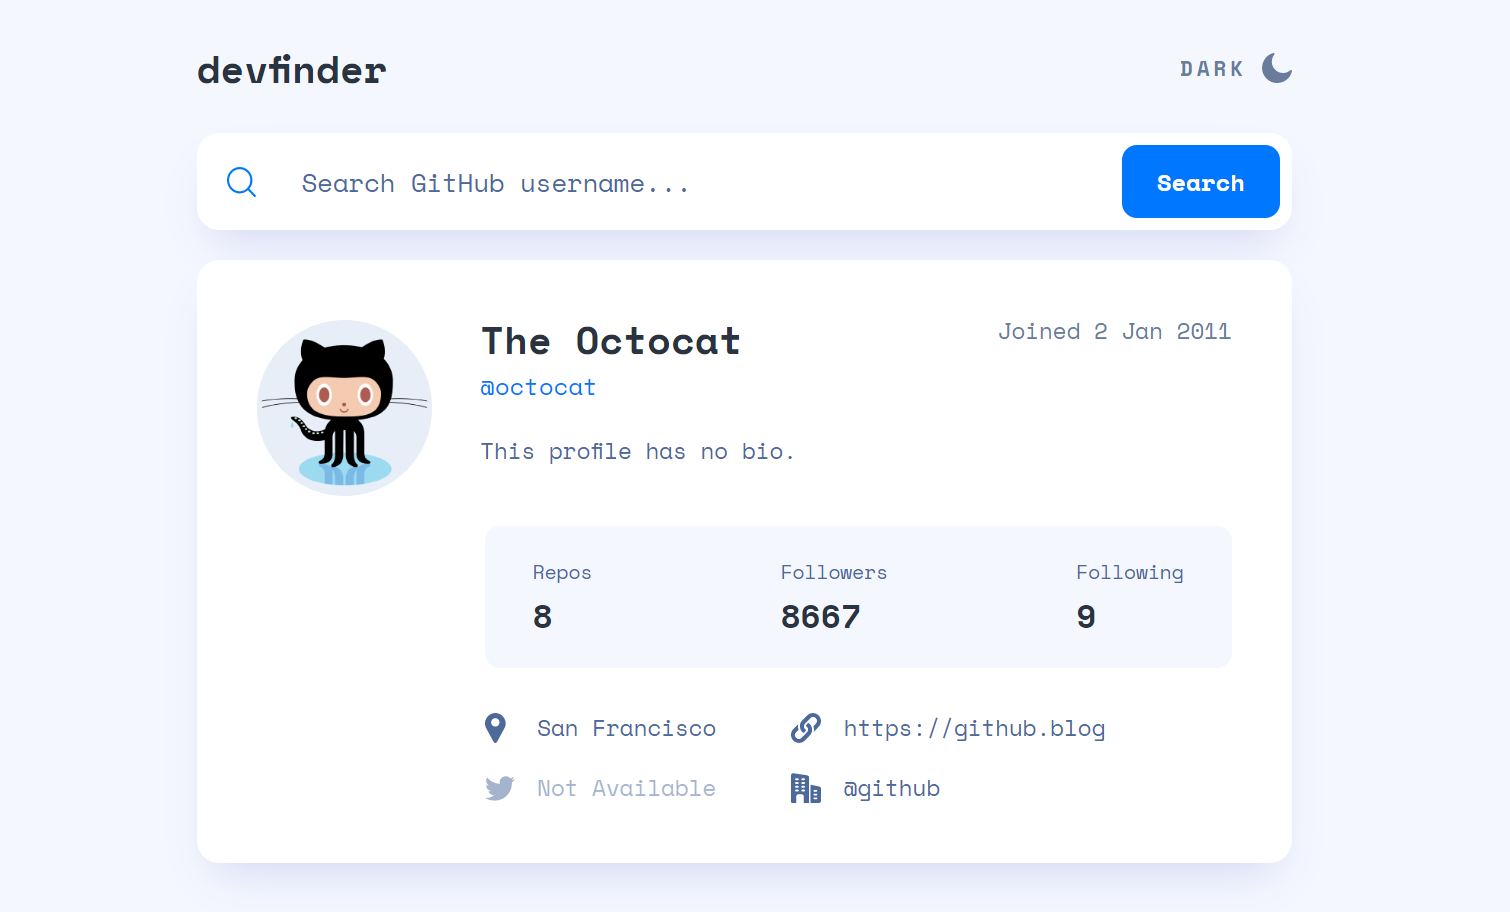 devfinder
DARK
Search GitHub username...
Search
The Octocat
Joined 2 Jan 2011
@octocat
This profile has no bio.
Repos
Followers
Following
8
8667
9
San Francisco
https://github.blog
Not Available
@github